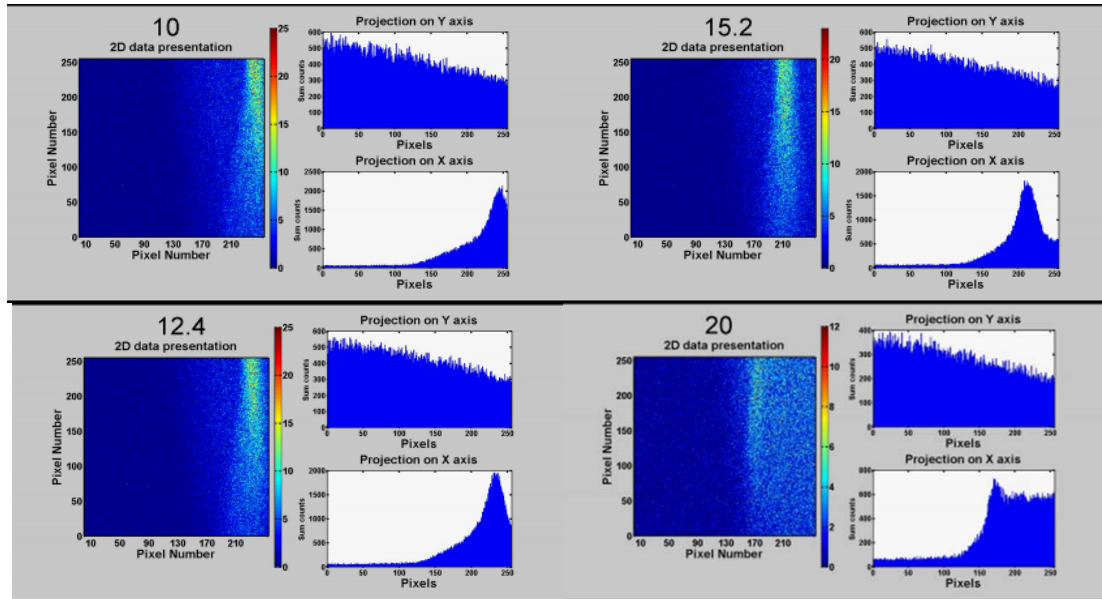 10
2D data presentation
25
20
15
10
5
0
Pixel Number
250
200
150
100
50
0
10 50 90 130 170 210
Pixel Number
Projection on Y axis
Sum counts
600
500
400
300
200
100
0
0 50 100 150 200 250
Pixels
Projection on X axis
Sum counts
2500
2000
1500
1000
500
0
0 50 100 150 200 250
Pixels
15.2
2D data presentation
20
15
10
5
0
Pixel Number
250
200
150
100
50
0
10 50 90 130 170 210
Pixel Number
Projection on Y axis
Sum counts
600
500
400
300
200
100
0
0 50 100 150 200 250
Pixels
Projection on X axis
Sum counts
2000
1500
1000
500
0
0 50 100 150 200 250
Pixels
12.4
2D data presentation
25
20
15
10
5
0
Pixel Number
250
200
150
100
50
0
10 50 90 130 170 210
Pixel Number
Projection on Y axis
Sum counts
600
500
400
300
200
100
0
0 50 100 150 200 250
Pixels
Projection on X axis
Sum counts
2000
1500
1000
500
0
0 50 100 150 200 250
Pixels
20
2D data presentation
12
10
8
6
4
2
0
Pixel Number
250
200
150
100
50
0
10 50 90 130 170 210
Pixel Number
Projection on Y axis
Sum counts
400
300
200
100
0
0 50 100 150 200 250
Pixels
Projection on X axis
Sum counts
800
600
400
200
0
0 50 100 150 200 250
Pixels